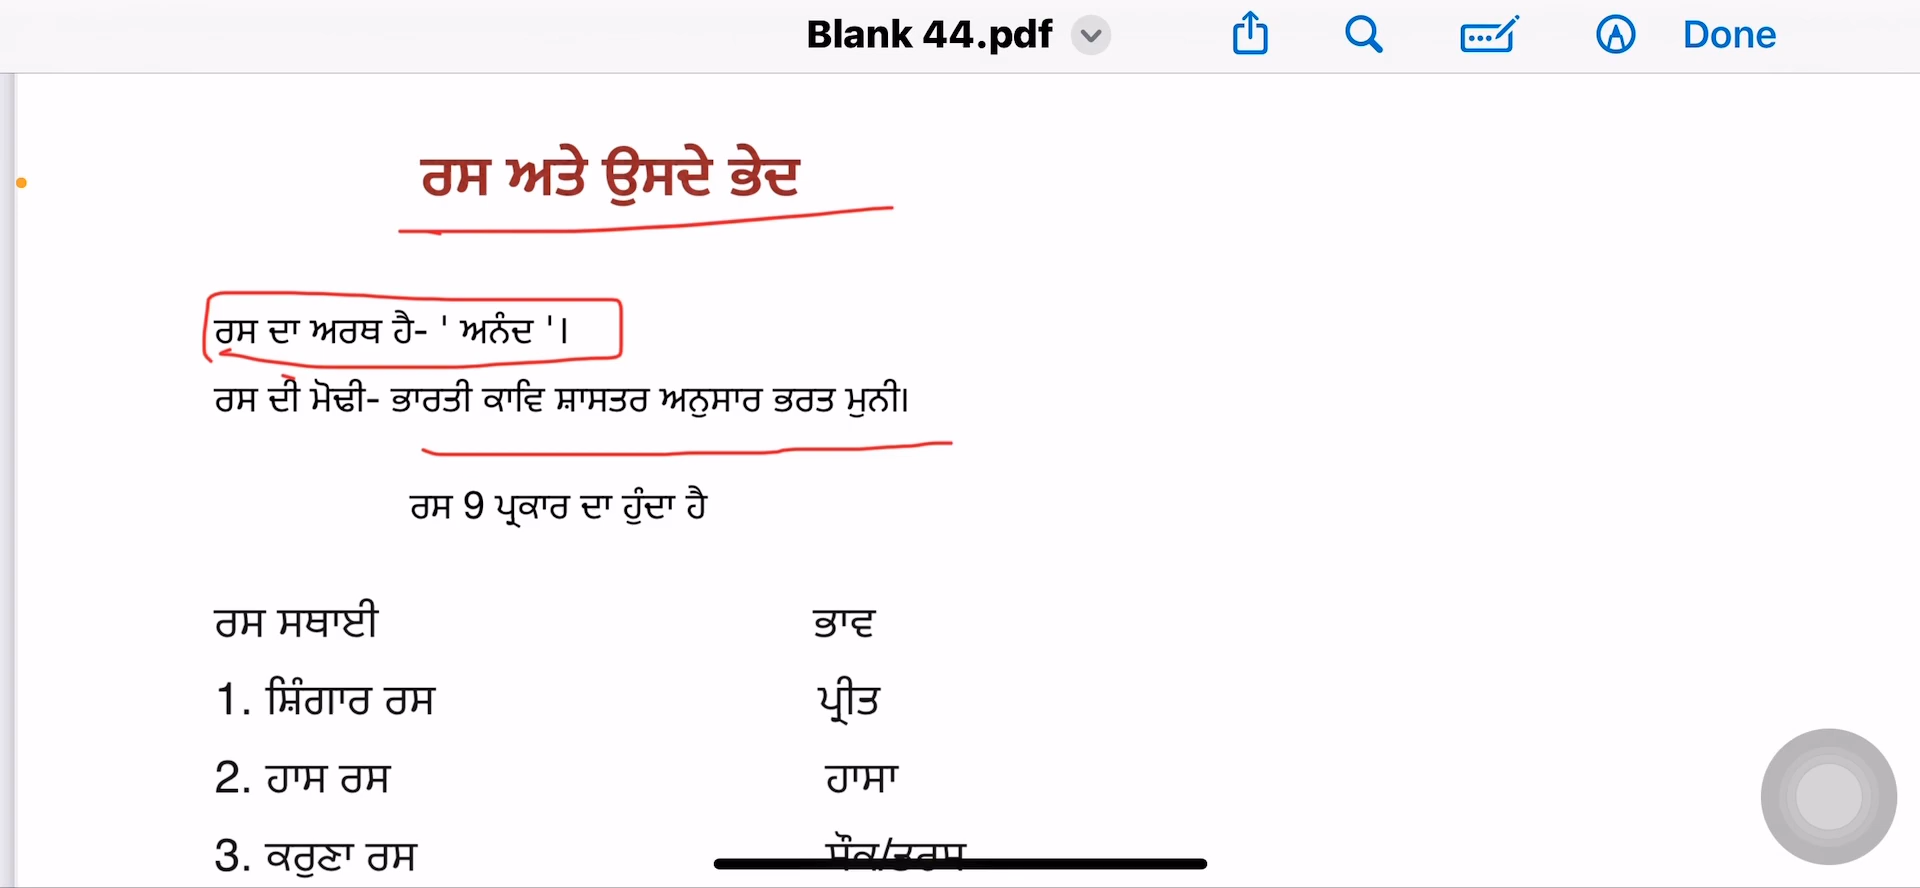 Blank 44.pdf
Done
ਰਸ ਅਤੇ ਉਸਦੇ ਭੇਦ
ਰਸ ਦਾ ਅਰਥ ਹੈ- ' ਅਨੰਦ '।
ਰਸ ਦੀ ਮੋਢੀ- ਭਾਰਤੀ ਕਾਵਿ ਸ਼ਾਸਤਰ ਅਨੁਸਾਰ ਭਰਤ ਮੁਨੀ।
ਰਸ 9 ਪ੍ਰਕਾਰ ਦਾ ਹੁੰਦਾ ਹੈ
ਰਸ ਸਥਾਈ ਭਾਵ
1. ਸ਼ਿੰਗਾਰ ਰਸ ਪ੍ਰੀਤ
2. ਹਾਸ ਰਸ ਹਾਸਾ
3. ਕਰੁਣਾ ਰਸ